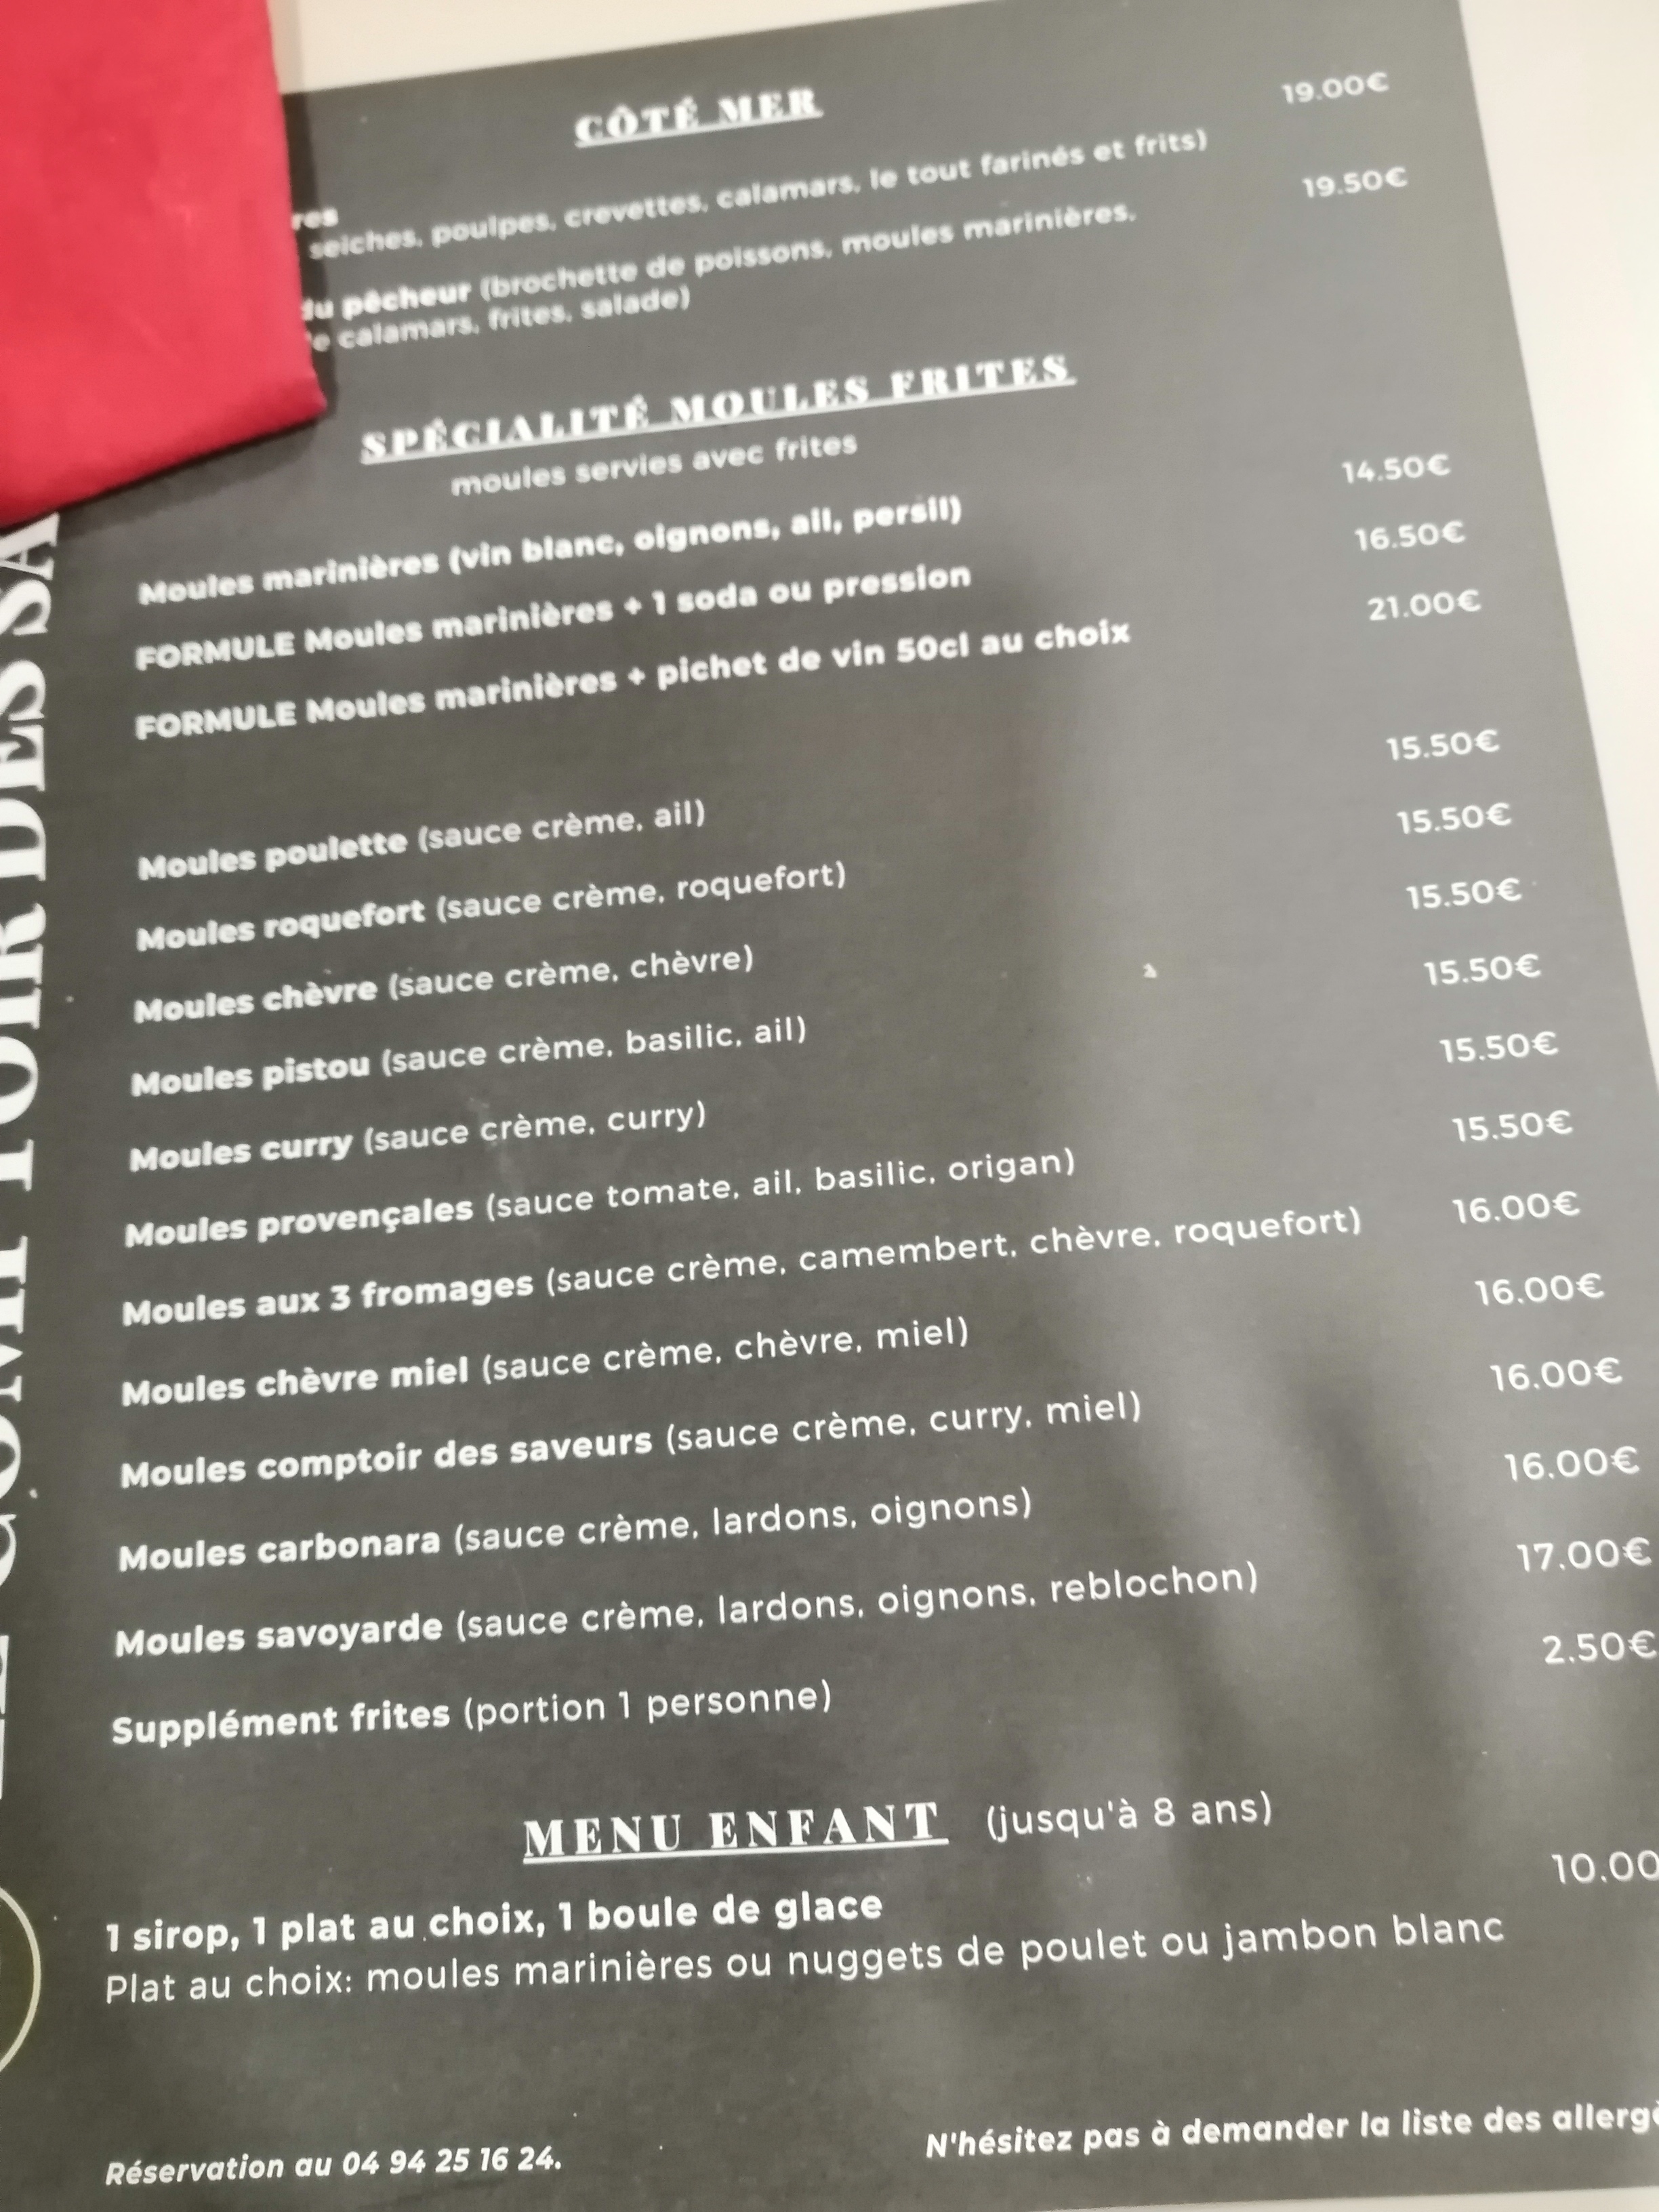 CÔTÉ MER
19.00€
seiches, poulpes, crevettes, calamars, le tout farinés et frits)
19.50€
pêcheur (brochette de poissons, moules marinières,
calamars, frites, salade)
SPÉCIALITÉ MOULES FRITES
moules servies avec frites
Moules marinières (vin blanc, oignons, ail, persil) 14.50€
FORMULE Moules marinières + 1 soda ou pression 16.50€
FORMULE Moules marinières + pichet de vin 50cl au choix 21.00€
Moules poulette (sauce crème, ail) 15.50€
Moules roquefort (sauce crème, roquefort) 15.50€
Moules chèvre (sauce crème, chèvre) 15.50€
Moules pistou (sauce crème, basilic, ail) 15.50€
Moules curry (sauce crème, curry) 15.50€
Moules provençales (sauce tomate, ail, basilic, origan) 15.50€
Moules aux 3 fromages (sauce crème, camembert, chèvre, roquefort) 16.00€
Moules chèvre miel (sauce crème, chèvre, miel) 16.00€
Moules comptoir des saveurs (sauce crème, curry, miel) 16.00€
Moules carbonara (sauce crème, lardons, oignons) 16.00€
Moules savoyarde (sauce crème, lardons, oignons, reblochon) 17.00€
Supplément frites (portion 1 personne) 2.50€
MENU ENFANT (jusqu'à 8 ans)
1 sirop, 1 plat au choix, 1 boule de glace 10.00
Plat au choix: moules marinières ou nuggets de poulet ou jambon blanc
Réservation au 04 94 25 16 24.
N'hésitez pas à demander la liste des allerg